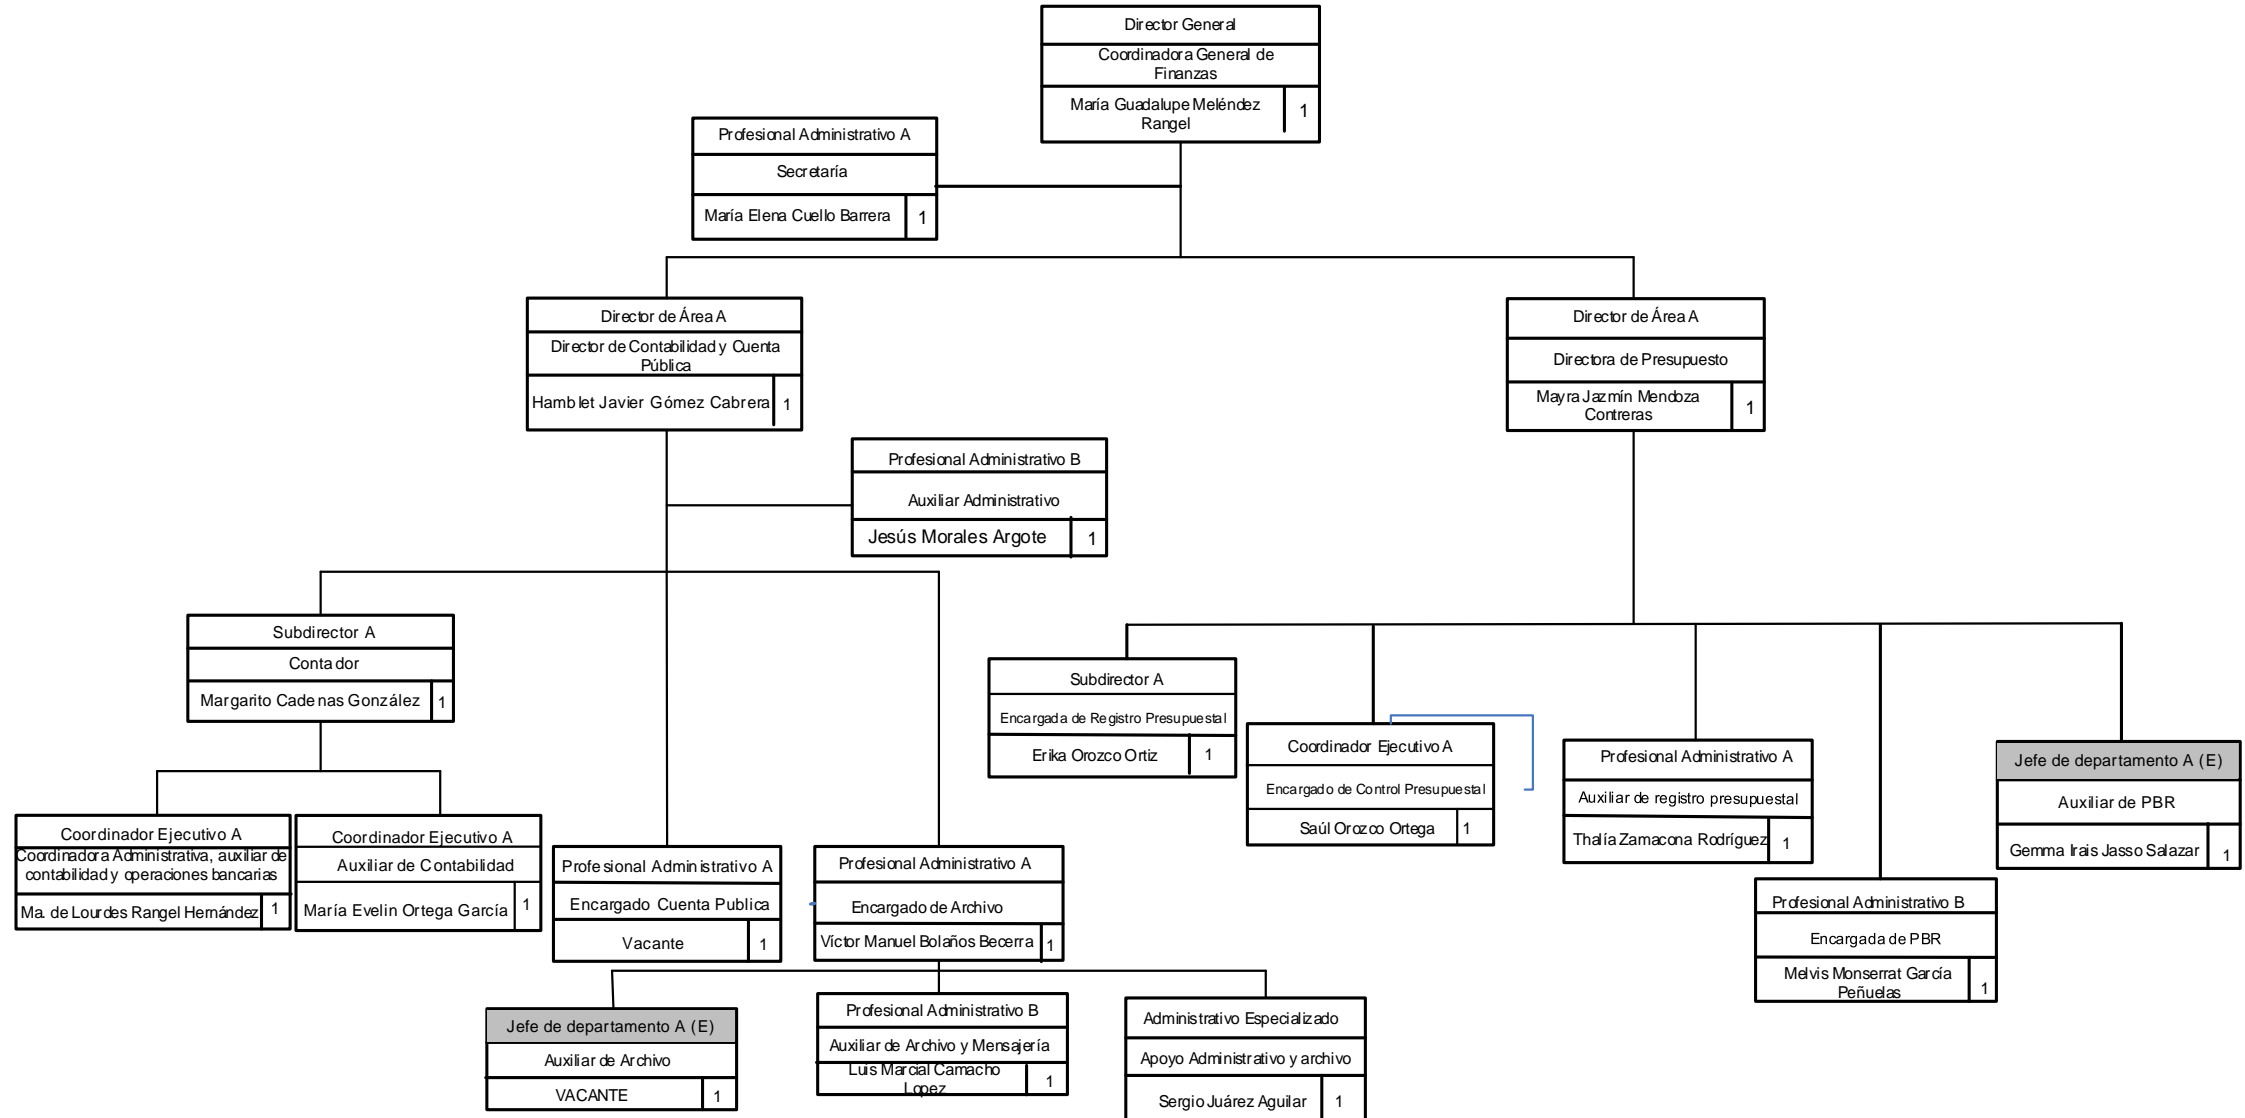 Director General
Coordinadora General de
Finanzas
María Guadalupe Meléndez
Rangel
1
Profesional Administrativo A
Secretaría
María Elena Cuello Barrera
1
Director de Área A
Director de Contabilidad y Cuenta
Pública
Hamblet Javier Gómez Cabrera
1
Director de Área A
Directora de Presupuesto
Mayra Jazmín Mendoza
Contreras
1
Profesional Administrativo B
Auxiliar Administrativo
Jesús Morales Argote
1
Subdirector A
Contador
Margarito Cadenas González
1
Subdirector A
Encargada de Registro Presupuestal
Erika Orozco Ortiz
1
Coordinador Ejecutivo A
Encargado de Control Presupuestal
Saúl Orozco Ortega
1
Profesional Administrativo A
Auxiliar de registro presupuestal
Thalía Zamacona Rodríguez
1
Jefe de departamento A (E)
Auxiliar de PBR
Gemma Irais Jasso Salazar
1
Coordinador Ejecutivo A
Coordinadora Administrativa, auxiliar de
contabilidad y operaciones bancarias
Ma. de Lourdes Rangel Hernández
1
Coordinador Ejecutivo A
Auxiliar de Contabilidad
María Evelin Ortega García
1
Profesional Administrativo A
Encargado Cuenta Publica
Vacante
1
Profesional Administrativo A
Encargado de Archivo
Víctor Manuel Bolaños Becerra
1
Profesional Administrativo B
Encargada de PBR
Melvis Monserrat García
Peñuelas
1
Jefe de departamento A (E)
Auxiliar de Archivo
VACANTE
1
Profesional Administrativo B
Auxiliar de Archivo y Mensajería
Luis Marcial Camacho
Lopez
1
Administrativo Especializado
Apoyo Administrativo y archivo
Sergio Juárez Aguilar
1